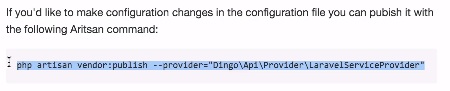 If you'd like to make configuration changes in the configuration file you can pubish it with
the following Aritsan command:
php artisan vendor:publish --provider="Dingo\Api\Provider\LaravelServiceProvider"